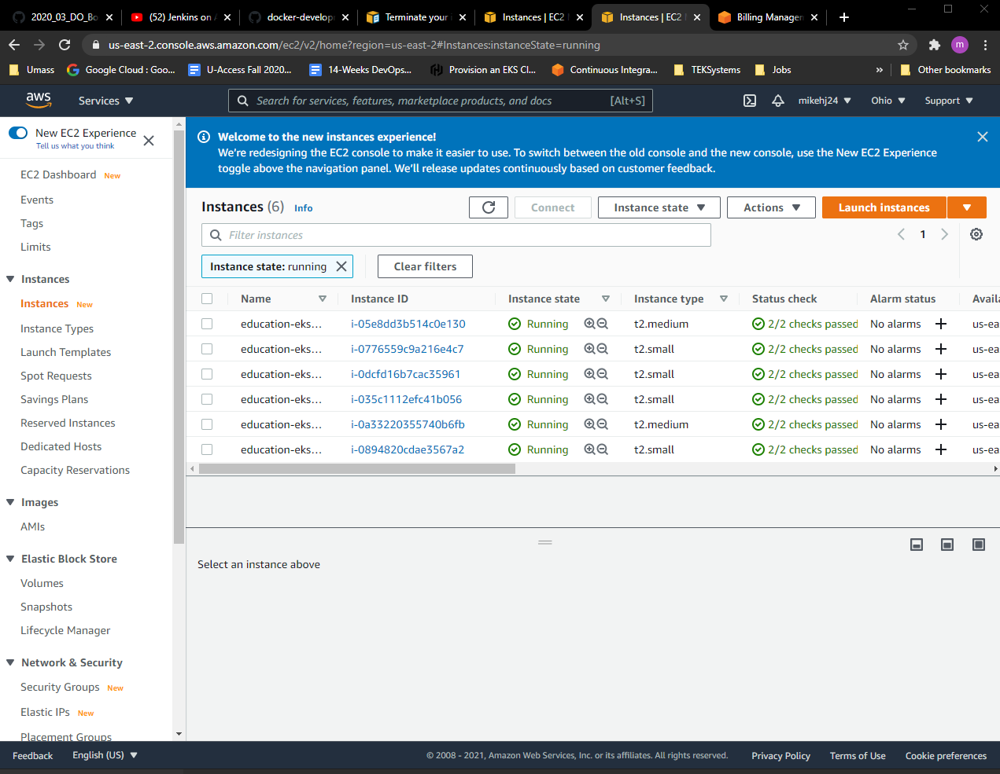 2020_03_DO_Bo
(52) Jenkins on A
docker-develop
Terminate your i
Instances | EC2 M
Instances | EC2 M
Billing Managem
us-east-2.console.aws.amazon.com/ec2/v2/home?region=us-east-2#Instances:instanceState=running
m
Umass
Google Cloud : Goo...
U-Access Fall 2020...
14-Weeks DevOps...
Provision an EKS Cl...
Continuous Integra...
TEKSystems
Jobs
»
Other bookmarks
aws
Services
Search for services, features, marketplace products, and docs [Alt+S]
mikehj24
Ohio
Support
New EC2 Experience
Tell us what you think
EC2 Dashboard New
Events
Tags
Limits
Instances
Instances New
Instance Types
Launch Templates
Spot Requests
Savings Plans
Reserved Instances
Dedicated Hosts
Capacity Reservations
Images
AMIs
Elastic Block Store
Volumes
Snapshots
Lifecycle Manager
Network & Security
Security Groups New
Elastic IPs New
Placement Groups
Welcome to the new instances experience!
We're redesigning the EC2 console to make it easier to use. To switch between the old console and the new console, use the New EC2 Experience
toggle above the navigation panel. We'll release updates continuously based on customer feedback.
Instances (6) Info
Connect
Instance state
Actions
Launch instances
Filter instances
1
Instance state: running
Clear filters
Name Instance ID Instance state Instance type Status check Alarm status Availa
education-eks... i-05e8dd3b514c0e130 Running t2.medium 2/2 checks passed No alarms us-ea
education-eks... i-0776559c9a216e4c7 Running t2.small 2/2 checks passed No alarms us-ea
education-eks... i-0dcfd16b7cac35961 Running t2.small 2/2 checks passed No alarms us-ea
education-eks... i-035c1112efc41b056 Running t2.small 2/2 checks passed No alarms us-ea
education-eks... i-0a33220355740b6fb Running t2.medium 2/2 checks passed No alarms us-ea
education-eks... i-0894820cdae3567a2 Running t2.small 2/2 checks passed No alarms us-ea
Select an instance above
Feedback
English (US)
© 2008 - 2021, Amazon Web Services, Inc. or its affiliates. All rights reserved.
Privacy Policy
Terms of Use
Cookie preferences